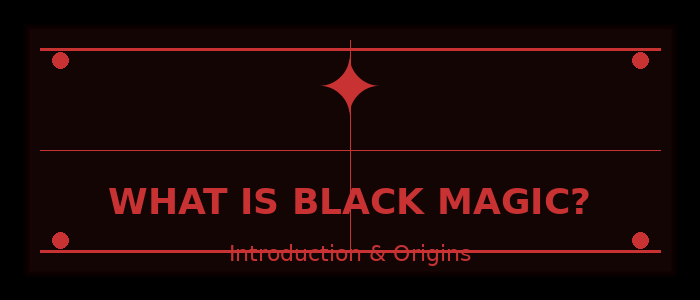 WHAT IS BLACK MAGIC?
Introduction & Origins